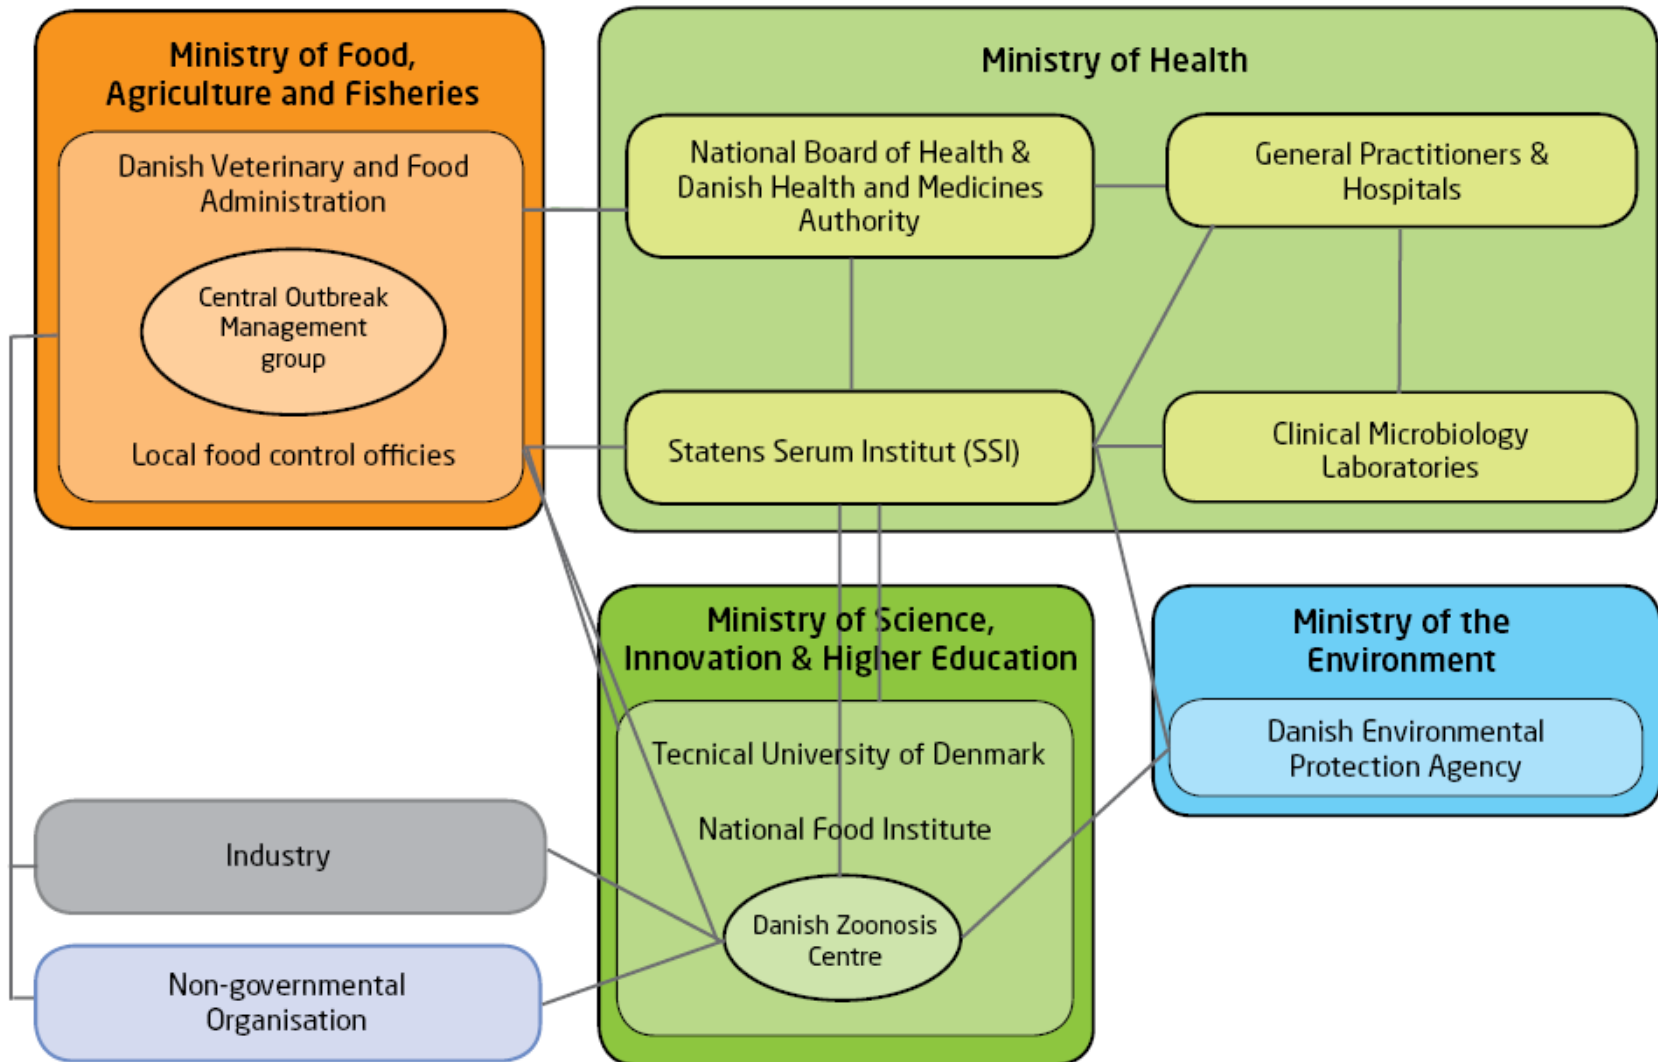 Ministry of Food,
Agriculture and Fisheries
Danish Veterinary and Food
Administration
Central Outbreak
Management
group
Local food control officies
Ministry of Health
National Board of Health &
Danish Health and Medicines
Authority
General Practitioners &
Hospitals
Statens Serum Institut (SSI)
Clinical Microbiology
Laboratories
Ministry of Science,
Innovation & Higher Education
Tecnical University of Denmark
National Food Institute
Danish Zoonosis
Centre
Ministry of the
Environment
Danish Environmental
Protection Agency
Industry
Non-governmental
Organisation